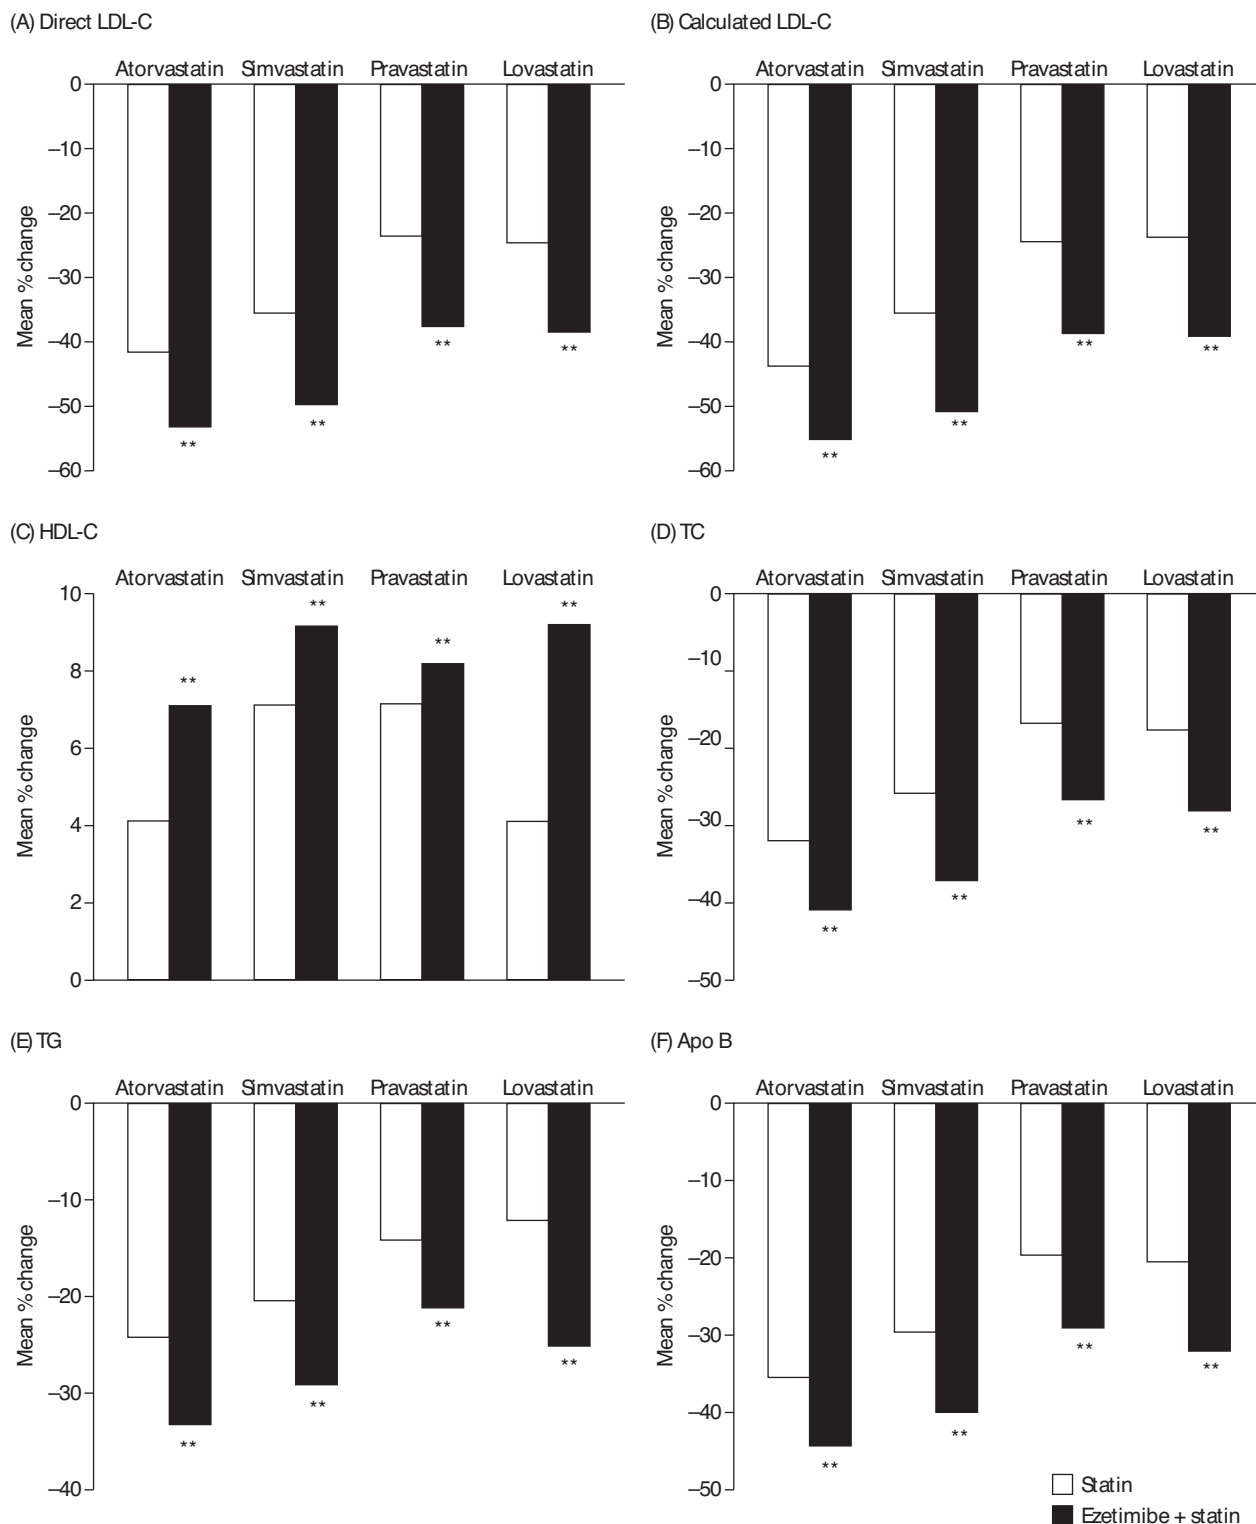 (A) Direct LDL-C
Atorvastatin Simvastatin Pravastatin Lovastatin
0
–10
–20
–30
–40
–50
–60
Mean % change
** ** ** **
(B) Calculated LDL-C
Atorvastatin Simvastatin Pravastatin Lovastatin
0
–10
–20
–30
–40
–50
–60
Mean % change
** ** ** **
(C) HDL-C
Atorvastatin Simvastatin Pravastatin Lovastatin
10
8
6
4
2
0
Mean % change
** ** ** **
(D) TC
Atorvastatin Simvastatin Pravastatin Lovastatin
0
–10
–20
–30
–40
–50
Mean % change
** ** ** **
(E) TG
Atorvastatin Simvastatin Pravastatin Lovastatin
0
–10
–20
–30
–40
Mean % change
** ** ** **
(F) Apo B
Atorvastatin Simvastatin Pravastatin Lovastatin
0
–10
–20
–30
–40
–50
Mean % change
** ** ** **
Statin
Ezetimibe + statin